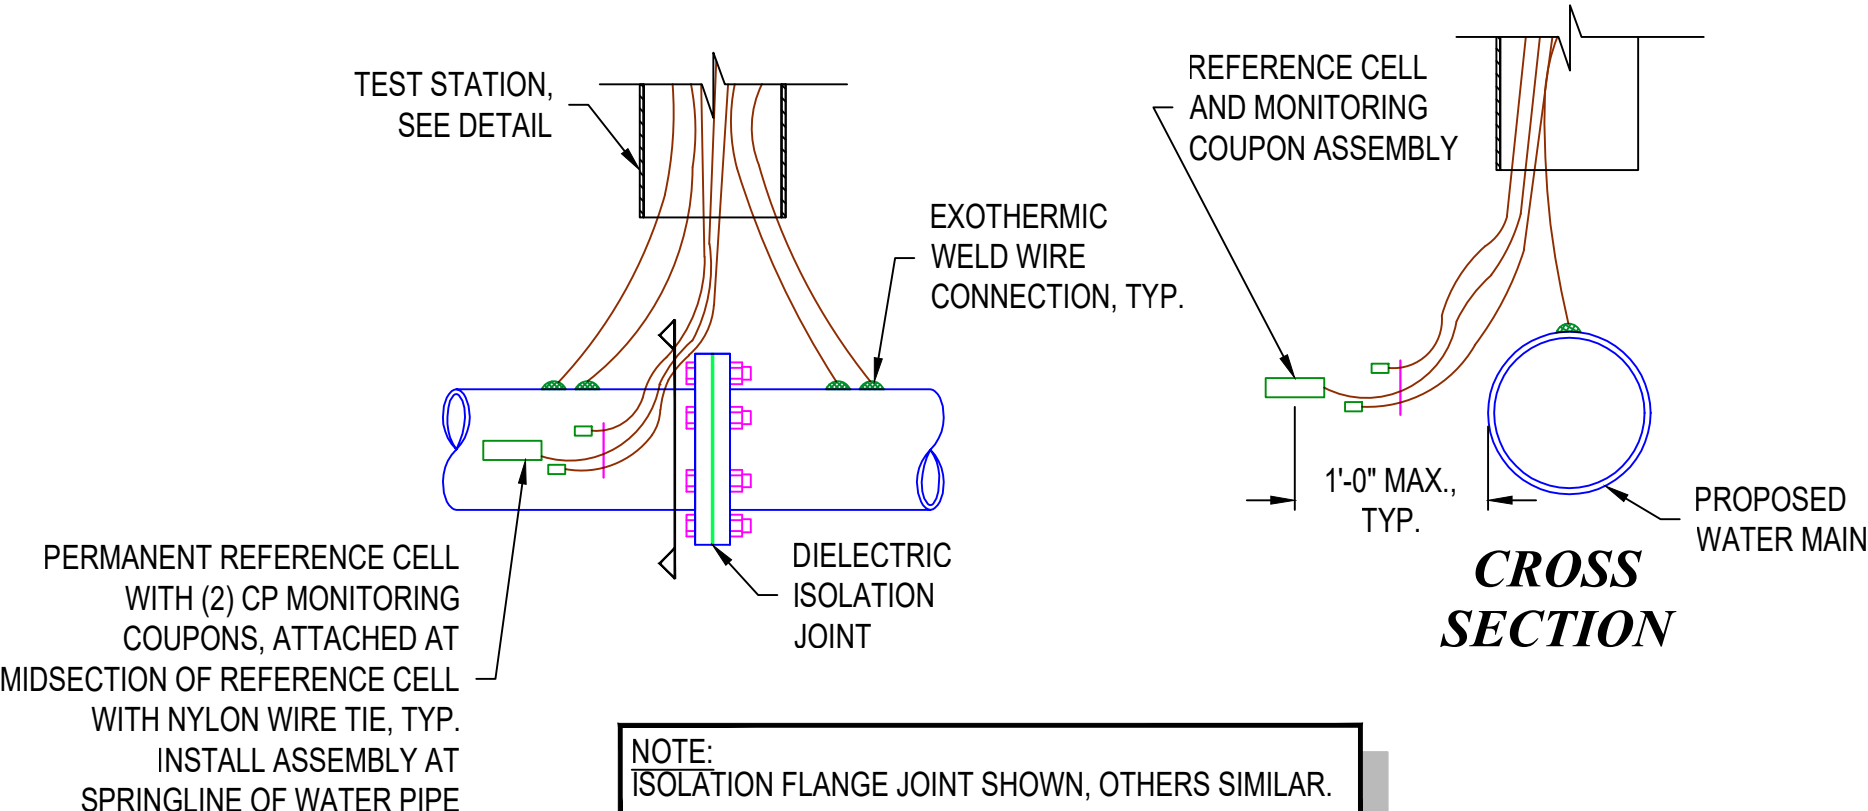 TEST STATION,
SEE DETAIL
EXOTHERMIC
WELD WIRE
CONNECTION, TYP.
PERMANENT REFERENCE CELL
WITH (2) CP MONITORING
COUPONS, ATTACHED AT
MIDSECTION OF REFERENCE CELL
WITH NYLON WIRE TIE, TYP.
INSTALL ASSEMBLY AT
SPRINGLINE OF WATER PIPE
DIELECTRIC
ISOLATION
JOINT
REFERENCE CELL
AND MONITORING
COUPON ASSEMBLY
1'-0" MAX.,
TYP.
PROPOSED
WATER MAIN
CROSS
SECTION
NOTE:
ISOLATION FLANGE JOINT SHOWN, OTHERS SIMILAR.